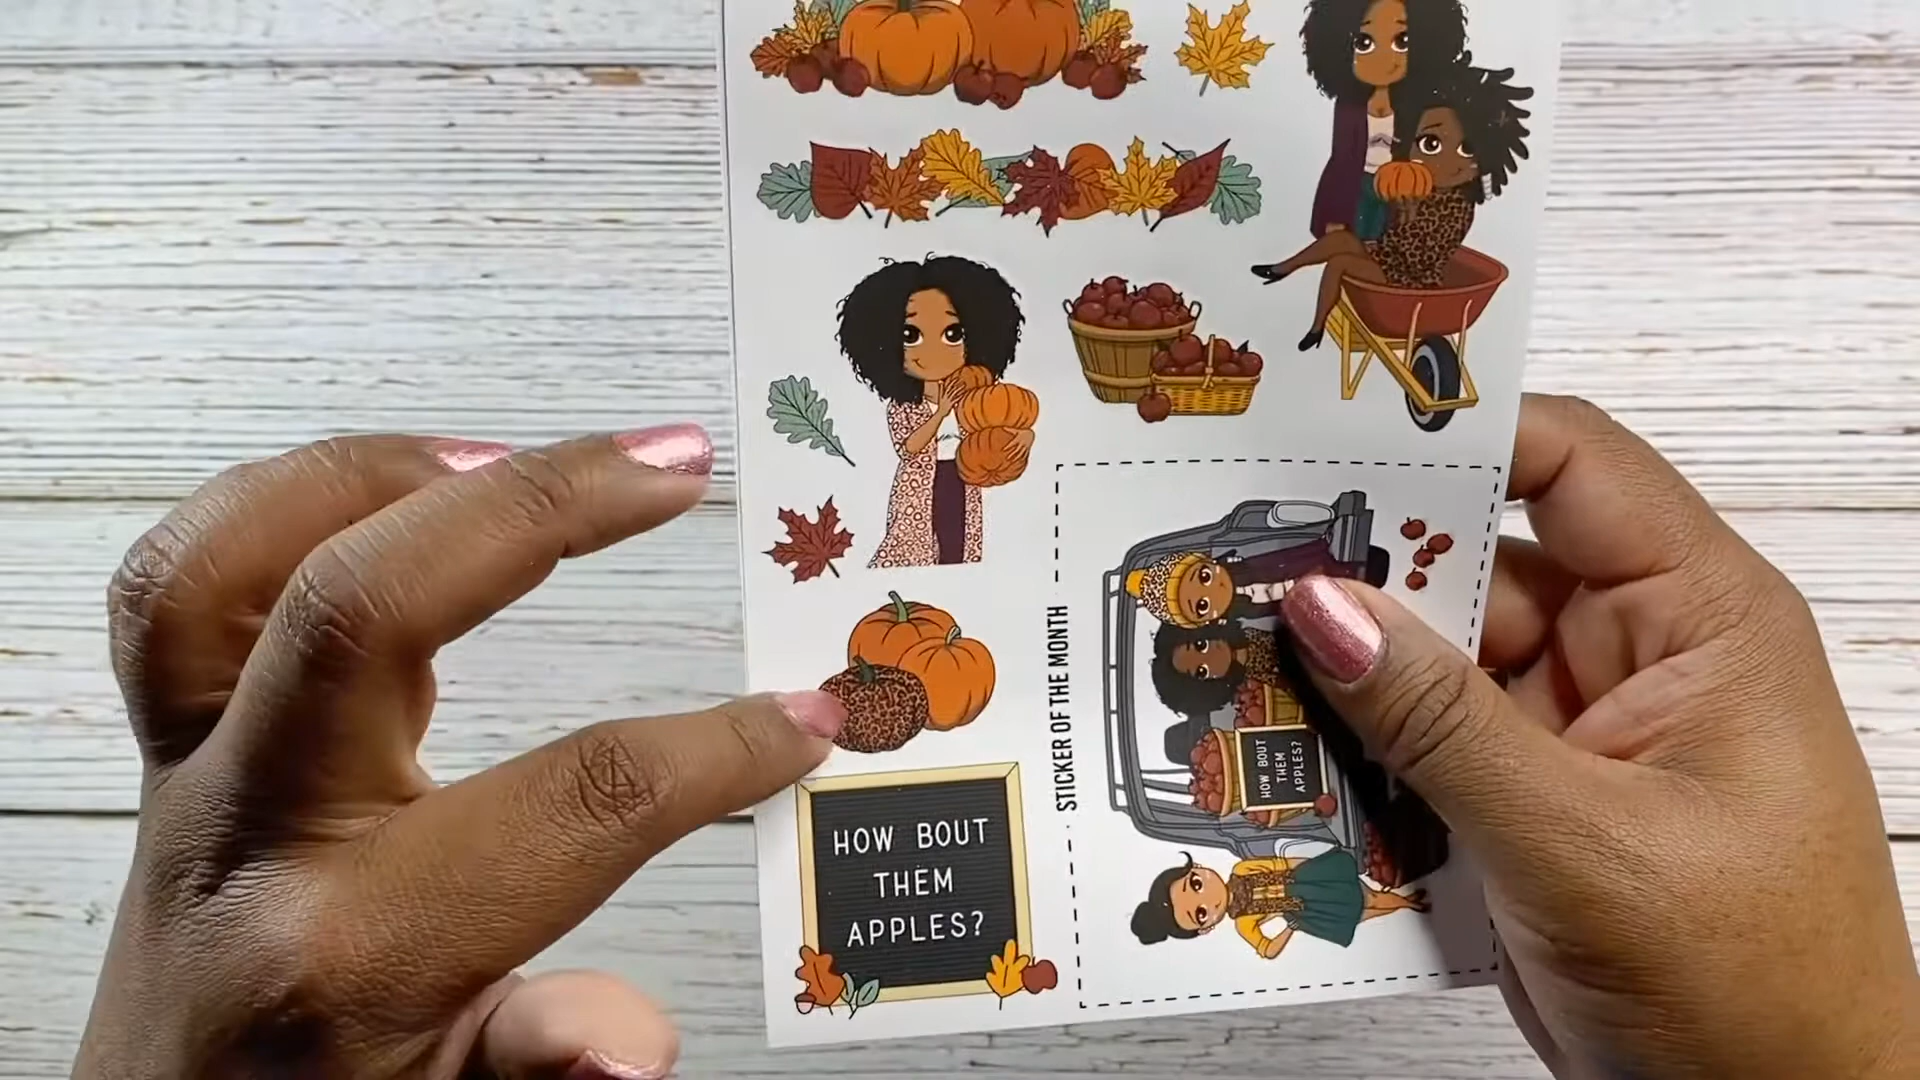 HOW BOUT
THEM
APPLES?
STICKER OF THE MONTH
HOW BOUT
THEM
APPLES?